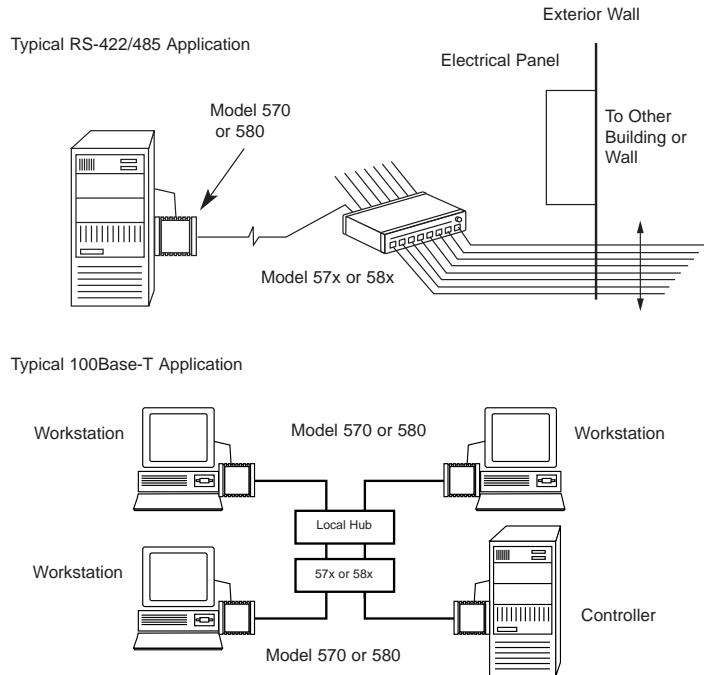 Exterior Wall
Typical RS-422/485 Application
Electrical Panel
Model 570
or 580
To Other
Building or
Wall
Model 57x or 58x
Typical 100Base-T Application
Workstation
Model 570 or 580
Workstation
Local Hub
57x or 58x
Workstation
Controller
Model 570 or 580